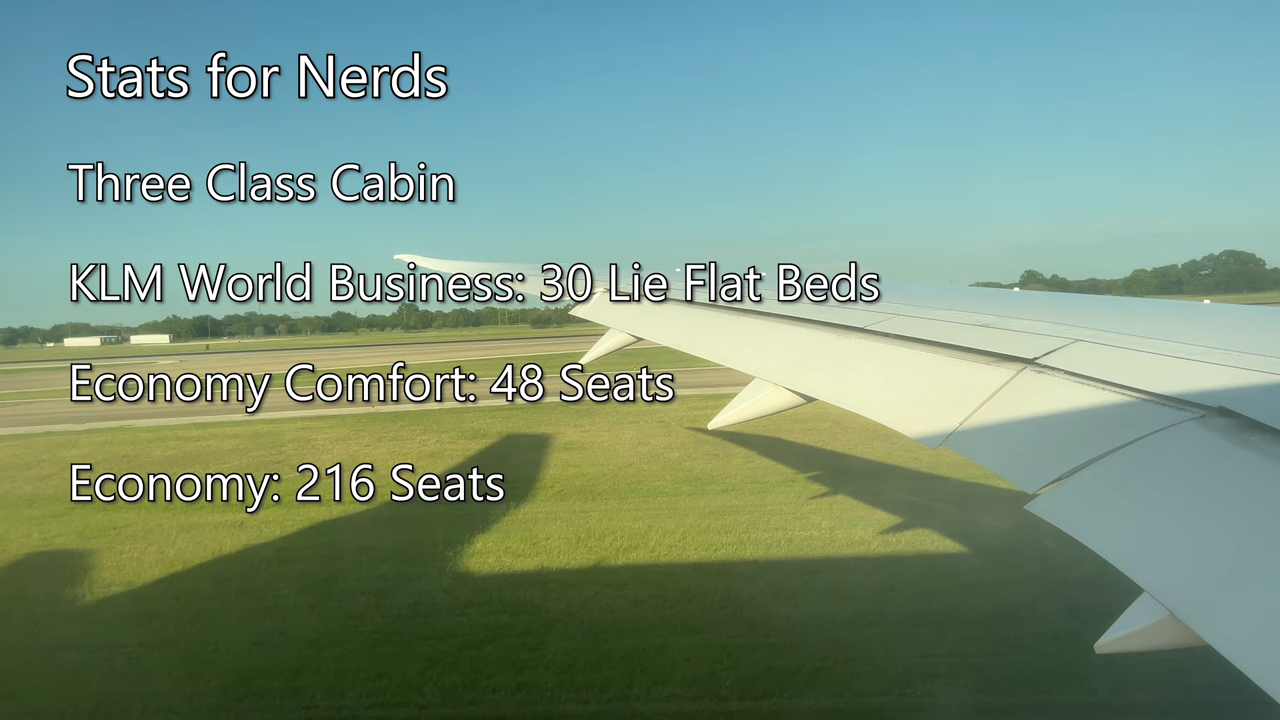 Stats for Nerds
Three Class Cabin
KLM World Business: 30 Lie Flat Beds
Economy Comfort: 48 Seats
Economy: 216 Seats